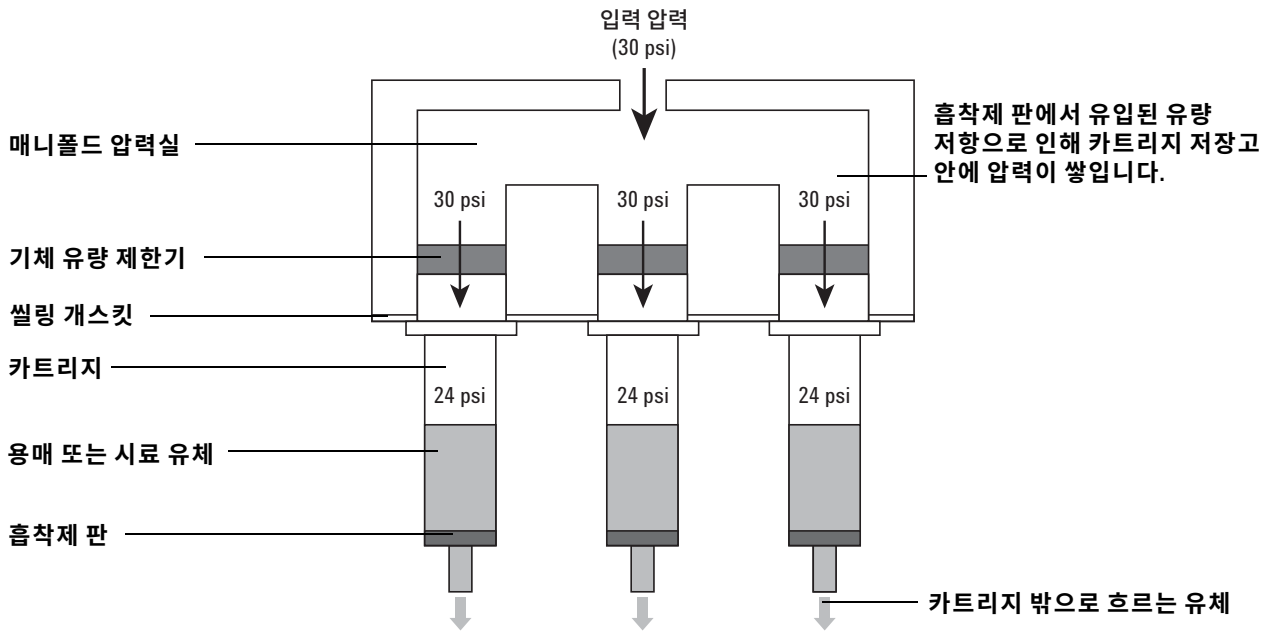 입력 압력
(30 psi)
매니폴드 압력실
흡착제 판에서 유입된 유량
저항으로 인해 카트리지 저장고
안에 압력이 쌓입니다.
30 psi
30 psi
30 psi
기체 유량 제한기
씰링 개스킷
카트리지
24 psi
24 psi
24 psi
용매 또는 시료 유체
흡착제 판
카트리지 밖으로 흐르는 유체